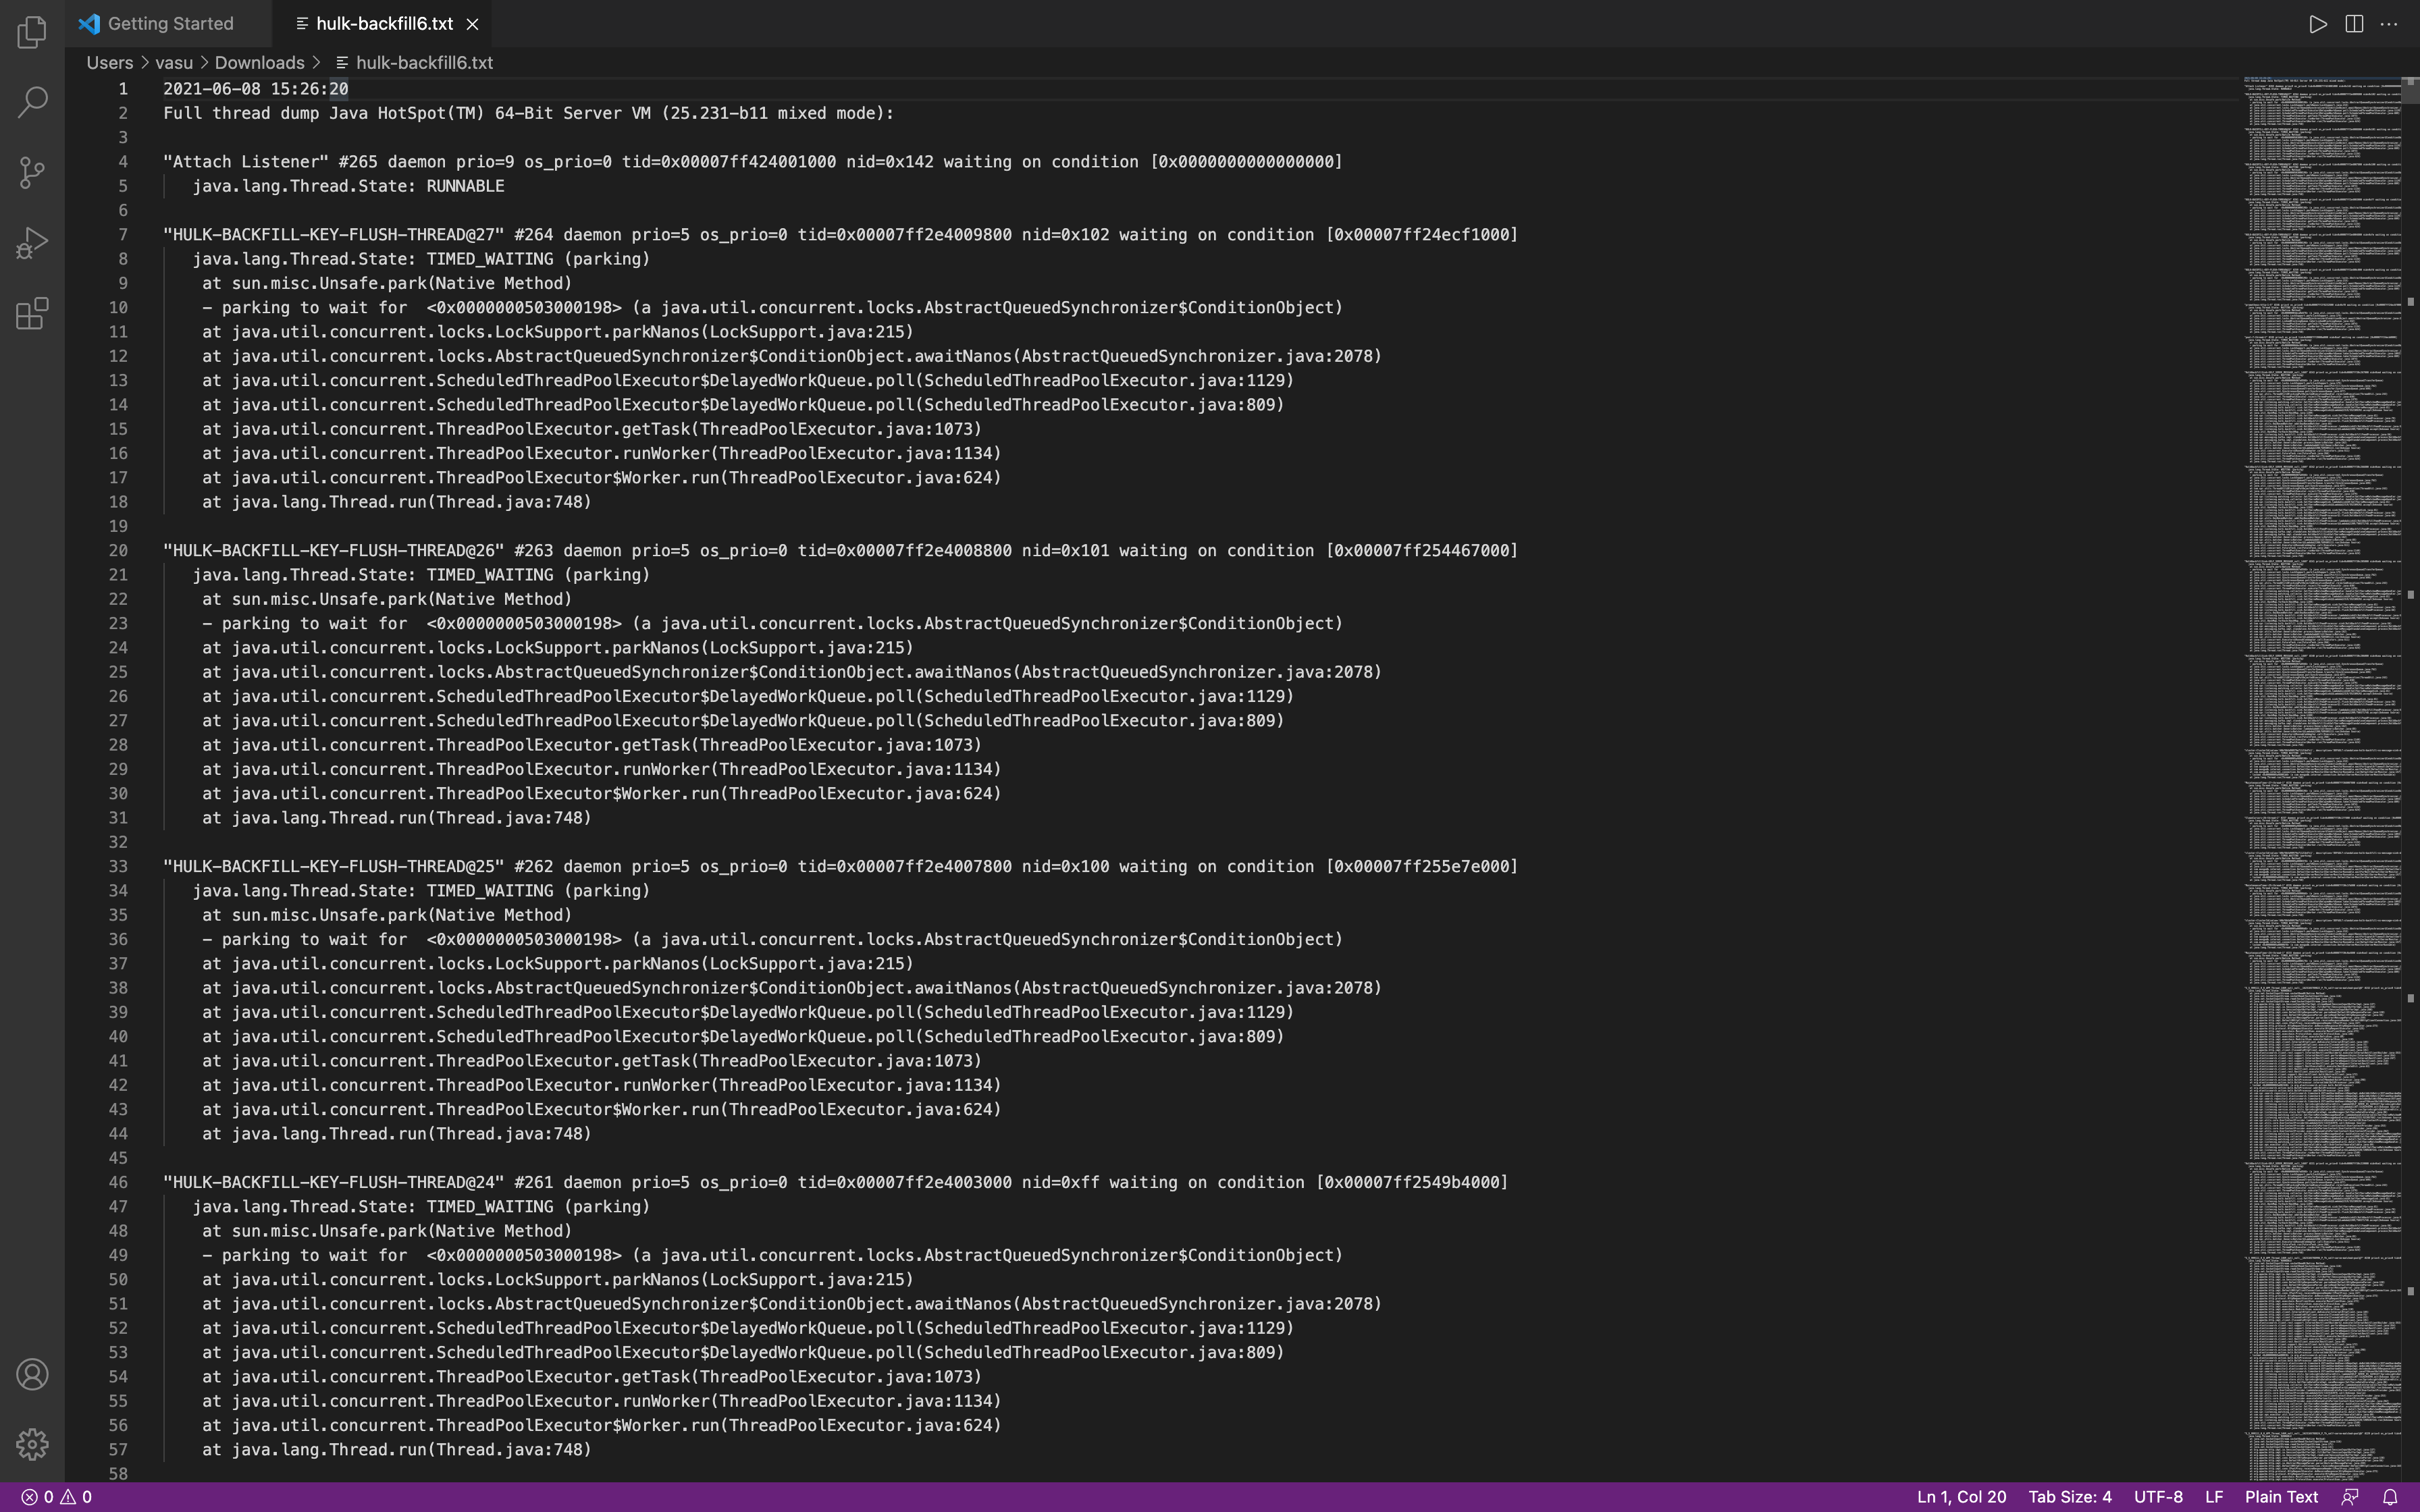 Getting Started
hulk-backfill6.txt
Users > vasu > Downloads > hulk-backfill6.txt
1 2021-06-08 15:26:20
2 Full thread dump Java HotSpot(TM) 64-Bit Server VM (25.231-b11 mixed mode):
3
4 "Attach Listener" #265 daemon prio=9 os_prio=0 tid=0x00007ff424001000 nid=0x142 waiting on condition [0x0000000000000000]
5 java.lang.Thread.State: RUNNABLE
6
7 "HULK-BACKFILL-KEY-FLUSH-THREAD@27" #264 daemon prio=5 os_prio=0 tid=0x00007ff2e4009800 nid=0x102 waiting on condition [0x00007ff24ecf1000]
8 java.lang.Thread.State: TIMED_WAITING (parking)
9 at sun.misc.Unsafe.park(Native Method)
10 - parking to wait for <0x0000000503000198> (a java.util.concurrent.locks.AbstractQueuedSynchronizer$ConditionObject)
11 at java.util.concurrent.locks.LockSupport.parkNanos(LockSupport.java:215)
12 at java.util.concurrent.locks.AbstractQueuedSynchronizer$ConditionObject.awaitNanos(AbstractQueuedSynchronizer.java:2078)
13 at java.util.concurrent.ScheduledThreadPoolExecutor$DelayedWorkQueue.poll(ScheduledThreadPoolExecutor.java:1129)
14 at java.util.concurrent.ScheduledThreadPoolExecutor$DelayedWorkQueue.poll(ScheduledThreadPoolExecutor.java:809)
15 at java.util.concurrent.ThreadPoolExecutor.getTask(ThreadPoolExecutor.java:1073)
16 at java.util.concurrent.ThreadPoolExecutor.runWorker(ThreadPoolExecutor.java:1134)
17 at java.util.concurrent.ThreadPoolExecutor$Worker.run(ThreadPoolExecutor.java:624)
18 at java.lang.Thread.run(Thread.java:748)
19
20 "HULK-BACKFILL-KEY-FLUSH-THREAD@26" #263 daemon prio=5 os_prio=0 tid=0x00007ff2e4008800 nid=0x101 waiting on condition [0x00007ff254467000]
21 java.lang.Thread.State: TIMED_WAITING (parking)
22 at sun.misc.Unsafe.park(Native Method)
23 - parking to wait for <0x0000000503000198> (a java.util.concurrent.locks.AbstractQueuedSynchronizer$ConditionObject)
24 at java.util.concurrent.locks.LockSupport.parkNanos(LockSupport.java:215)
25 at java.util.concurrent.locks.AbstractQueuedSynchronizer$ConditionObject.awaitNanos(AbstractQueuedSynchronizer.java:2078)
26 at java.util.concurrent.ScheduledThreadPoolExecutor$DelayedWorkQueue.poll(ScheduledThreadPoolExecutor.java:1129)
27 at java.util.concurrent.ScheduledThreadPoolExecutor$DelayedWorkQueue.poll(ScheduledThreadPoolExecutor.java:809)
28 at java.util.concurrent.ThreadPoolExecutor.getTask(ThreadPoolExecutor.java:1073)
29 at java.util.concurrent.ThreadPoolExecutor.runWorker(ThreadPoolExecutor.java:1134)
30 at java.util.concurrent.ThreadPoolExecutor$Worker.run(ThreadPoolExecutor.java:624)
31 at java.lang.Thread.run(Thread.java:748)
32
33 "HULK-BACKFILL-KEY-FLUSH-THREAD@25" #262 daemon prio=5 os_prio=0 tid=0x00007ff2e4007800 nid=0x100 waiting on condition [0x00007ff255e7e000]
34 java.lang.Thread.State: TIMED_WAITING (parking)
35 at sun.misc.Unsafe.park(Native Method)
36 - parking to wait for <0x0000000503000198> (a java.util.concurrent.locks.AbstractQueuedSynchronizer$ConditionObject)
37 at java.util.concurrent.locks.LockSupport.parkNanos(LockSupport.java:215)
38 at java.util.concurrent.locks.AbstractQueuedSynchronizer$ConditionObject.awaitNanos(AbstractQueuedSynchronizer.java:2078)
39 at java.util.concurrent.ScheduledThreadPoolExecutor$DelayedWorkQueue.poll(ScheduledThreadPoolExecutor.java:1129)
40 at java.util.concurrent.ScheduledThreadPoolExecutor$DelayedWorkQueue.poll(ScheduledThreadPoolExecutor.java:809)
41 at java.util.concurrent.ThreadPoolExecutor.getTask(ThreadPoolExecutor.java:1073)
42 at java.util.concurrent.ThreadPoolExecutor.runWorker(ThreadPoolExecutor.java:1134)
43 at java.util.concurrent.ThreadPoolExecutor$Worker.run(ThreadPoolExecutor.java:624)
44 at java.lang.Thread.run(Thread.java:748)
45
46 "HULK-BACKFILL-KEY-FLUSH-THREAD@24" #261 daemon prio=5 os_prio=0 tid=0x00007ff2e4003000 nid=0xff waiting on condition [0x00007ff2549b4000]
47 java.lang.Thread.State: TIMED_WAITING (parking)
48 at sun.misc.Unsafe.park(Native Method)
49 - parking to wait for <0x0000000503000198> (a java.util.concurrent.locks.AbstractQueuedSynchronizer$ConditionObject)
50 at java.util.concurrent.locks.LockSupport.parkNanos(LockSupport.java:215)
51 at java.util.concurrent.locks.AbstractQueuedSynchronizer$ConditionObject.awaitNanos(AbstractQueuedSynchronizer.java:2078)
52 at java.util.concurrent.ScheduledThreadPoolExecutor$DelayedWorkQueue.poll(ScheduledThreadPoolExecutor.java:1129)
53 at java.util.concurrent.ScheduledThreadPoolExecutor$DelayedWorkQueue.poll(ScheduledThreadPoolExecutor.java:809)
54 at java.util.concurrent.ThreadPoolExecutor.getTask(ThreadPoolExecutor.java:1073)
55 at java.util.concurrent.ThreadPoolExecutor.runWorker(ThreadPoolExecutor.java:1134)
56 at java.util.concurrent.ThreadPoolExecutor$Worker.run(ThreadPoolExecutor.java:624)
57 at java.lang.Thread.run(Thread.java:748)
58
0 0 Ln 1, Col 20 Tab Size: 4 UTF-8 LF Plain Text